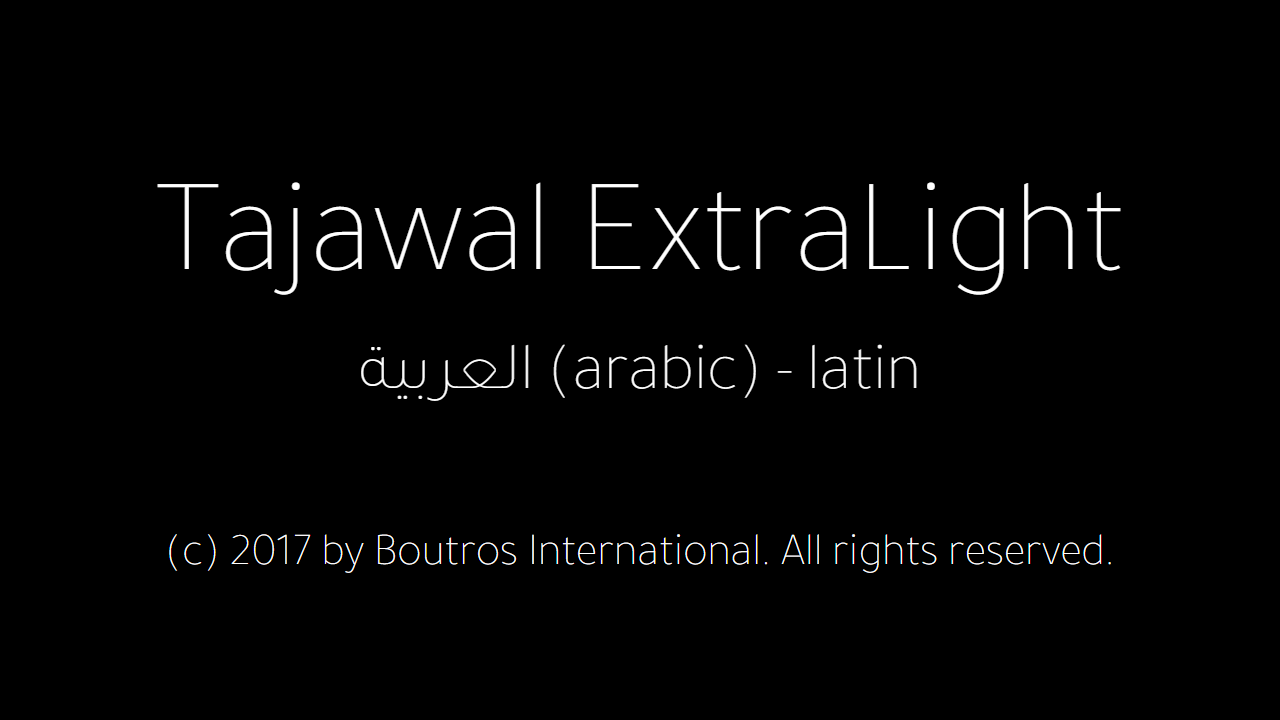 Tajawal ExtraLight
العربية (arabic) - latin
(c) 2017 by Boutros International. All rights reserved.